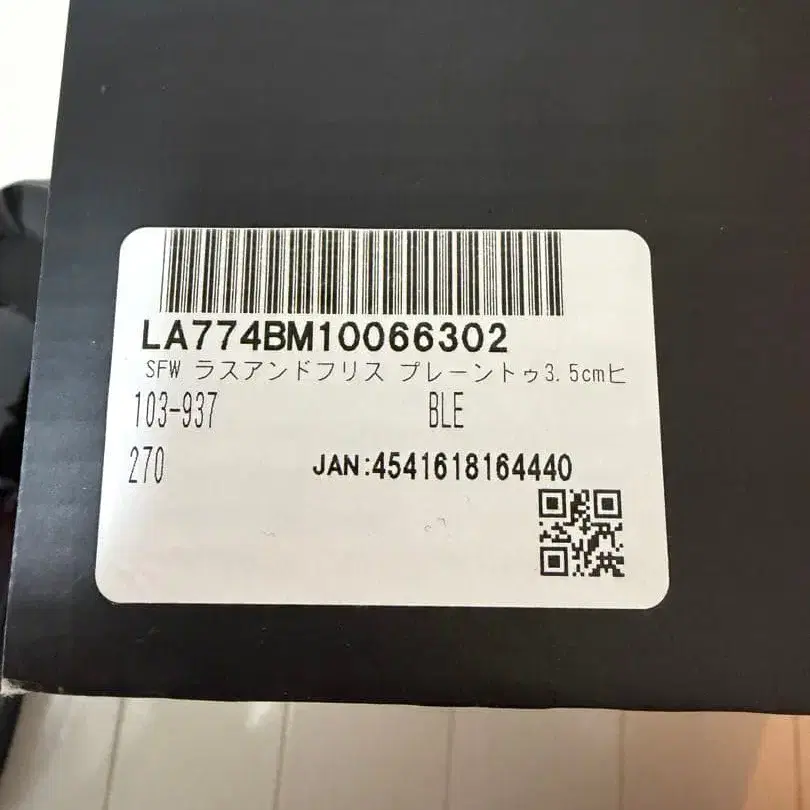 LA774BM10066302
SFW ラスアンドフリス プレーントゥ3.5cmヒ
103-937 BLE
270 JAN:4541618164440